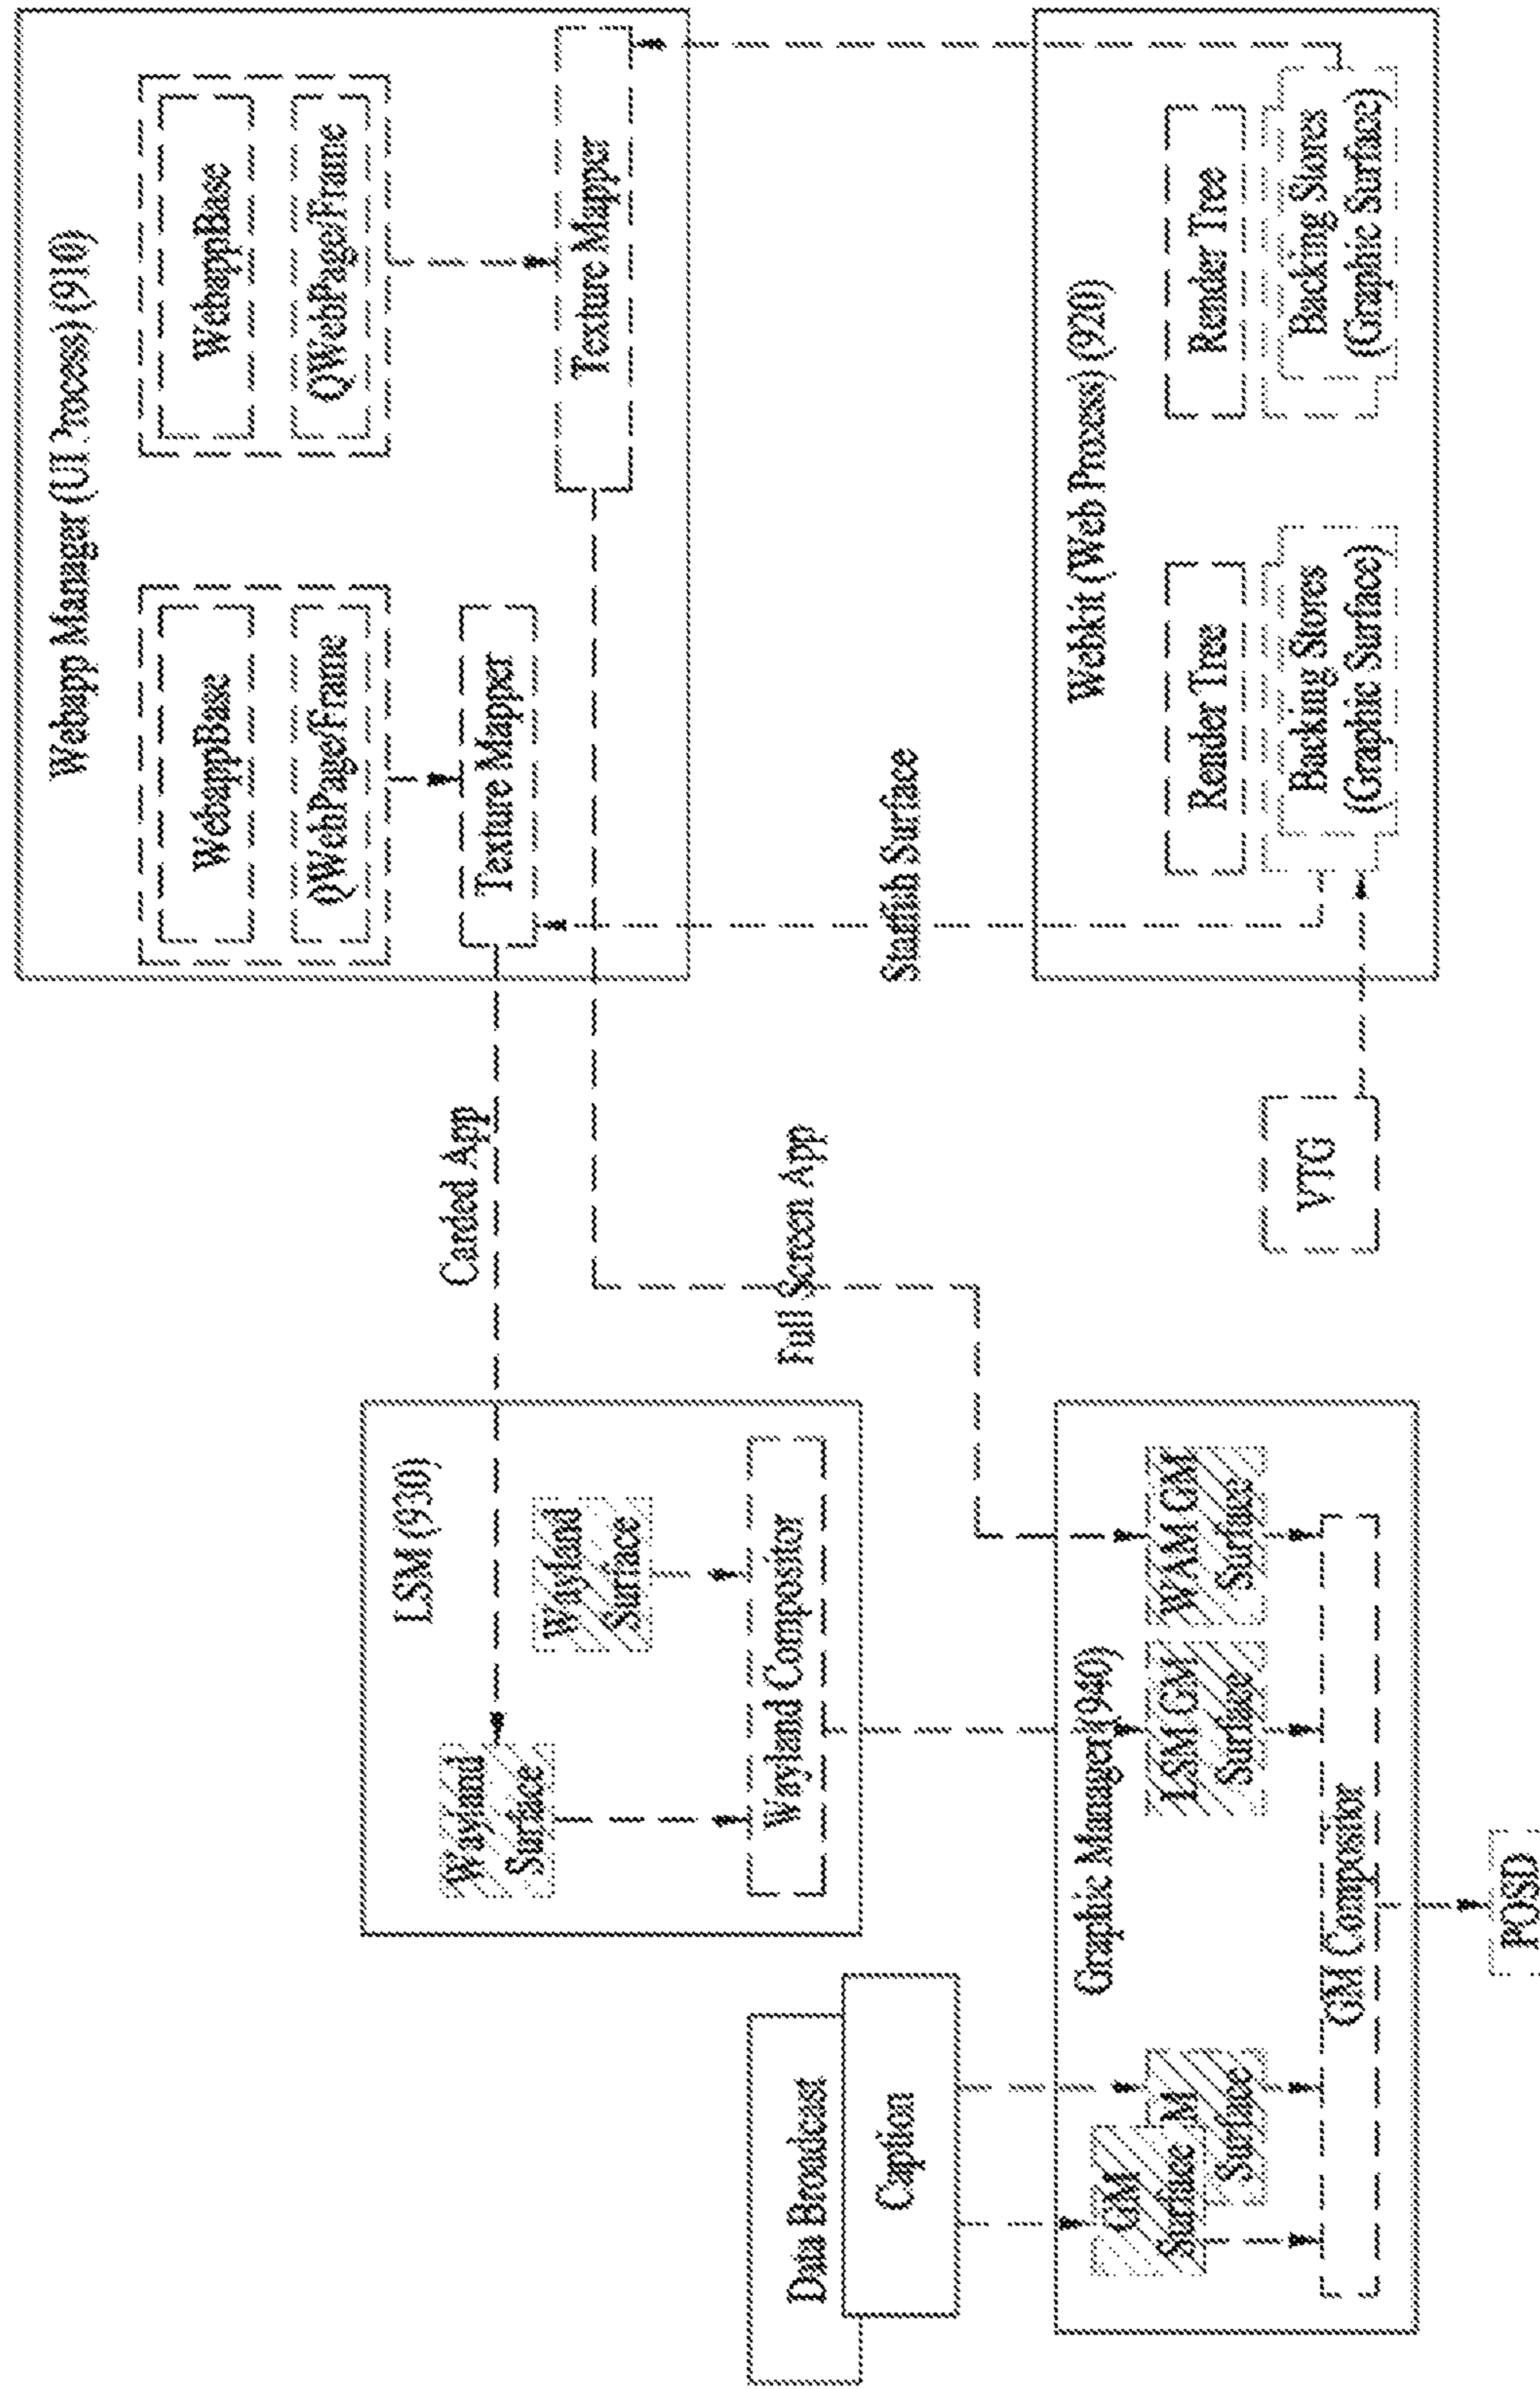 Webapp Manager (UI Process) (910)
WebappBase
QWebPage/Frame
Texture Mapper
WebappBase
QWebPage/Frame
Texture Mapper
Carded App
LSM (930)
Wayland
Surface
Wayland
Surface
Wayland Compositor
Full Screen App
Starfish Surface
Data Broadcast
Caption
Graphic Manager(940)
GM
Surface
M
Surface
LSM GM
Surface
WAM GM
Surface
GM Compositor
POSD
VTG
Webkit (Web Process) (920)
Render Tree
Backing Stores
(Graphic Surface)
Render Tree
Backing Stores
(Graphic Surface)